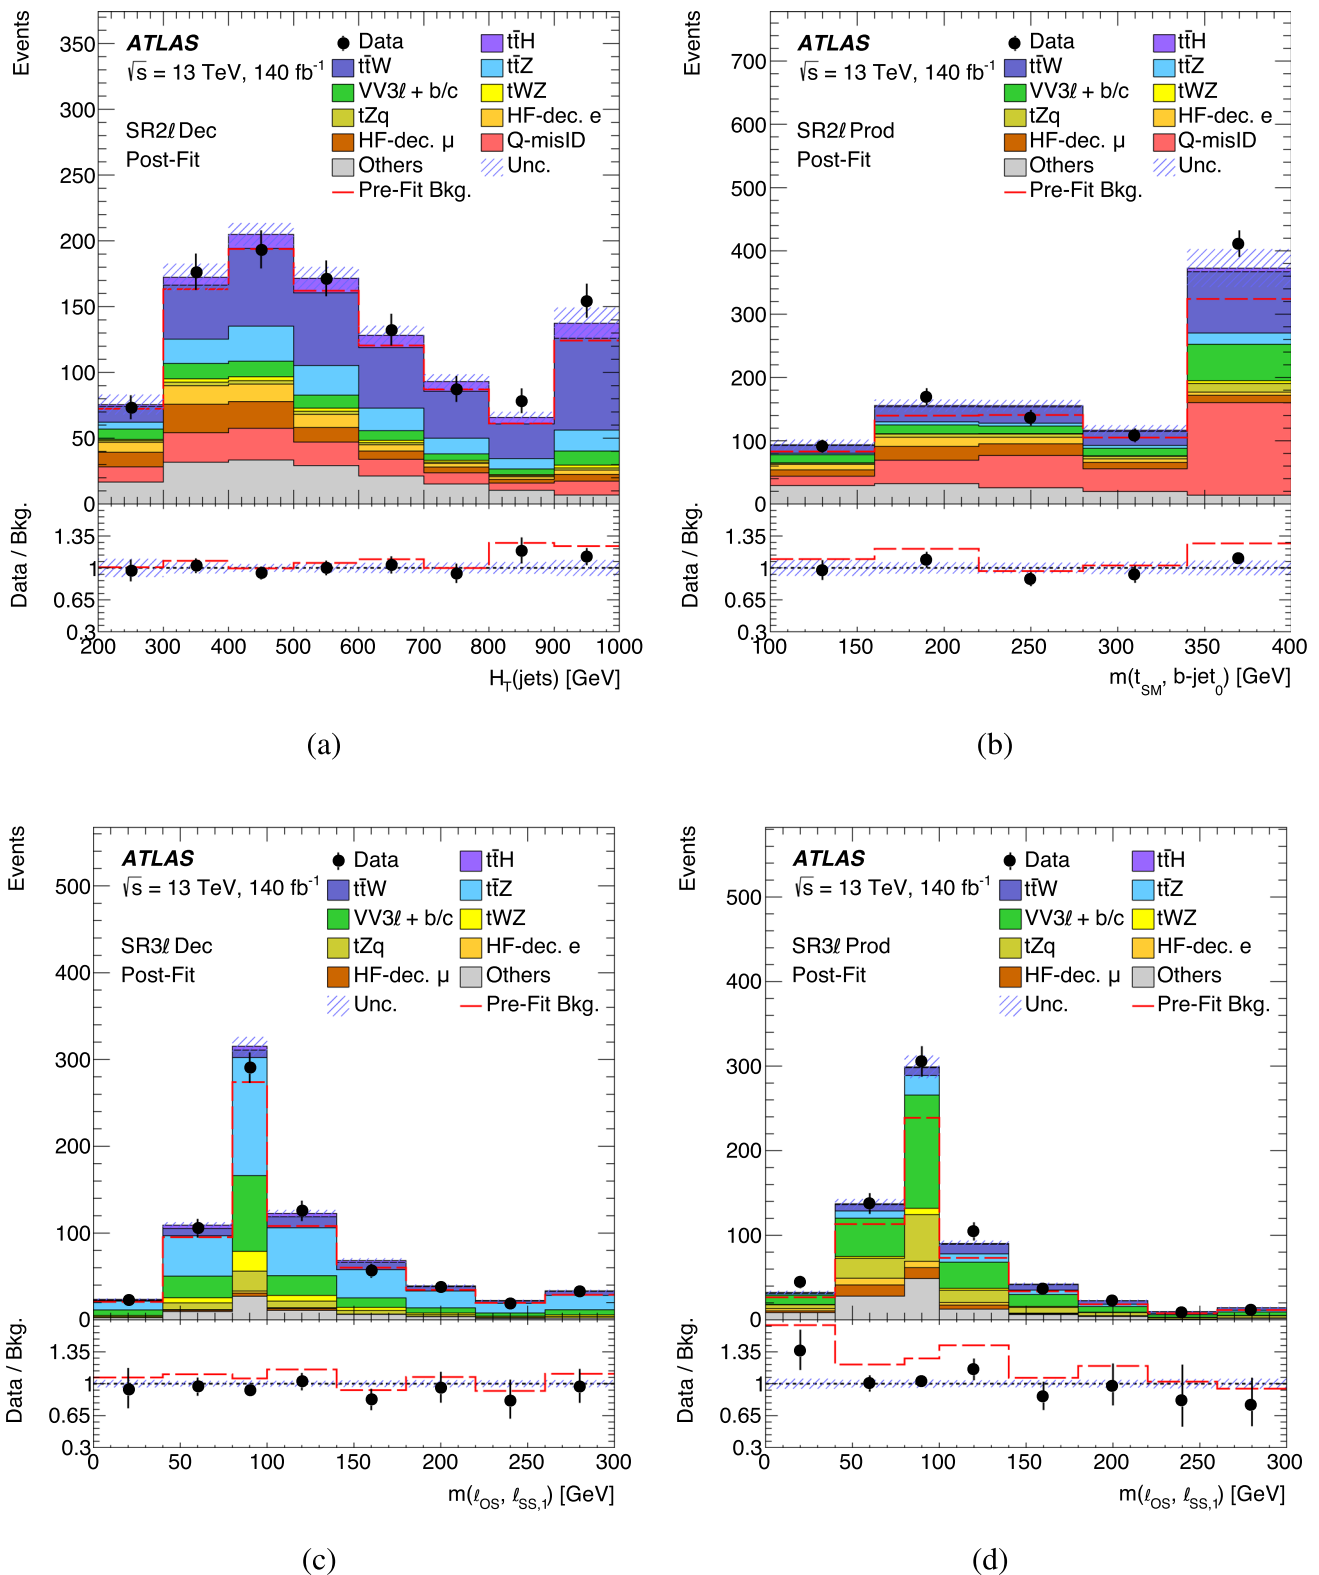 Events
350
300
250
200
150
100
50
0
ATLAS
√s = 13 TeV, 140 fb⁻¹
SR2ℓ Dec
Post-Fit
Data
tt̄H
tt̄W
tt̄Z
VV3ℓ + b/c
tWZ
tZq
HF-dec. e
HF-dec. μ
Q-misID
Others
Unc.
Pre-Fit Bkg.
Data / Bkg.
1.35
1
0.65
0.3
200 300 400 500 600 700 800 900 1000
H_T(jets) [GeV]
(a)
Events
700
600
500
400
300
200
100
0
ATLAS
√s = 13 TeV, 140 fb⁻¹
SR2ℓ Prod
Post-Fit
Data
tt̄H
tt̄W
tt̄Z
VV3ℓ + b/c
tWZ
tZq
HF-dec. e
HF-dec. μ
Q-misID
Others
Unc.
Pre-Fit Bkg.
Data / Bkg.
1.35
1
0.65
0.3
100 150 200 250 300 350 400
m(t_SM, b-jet_0) [GeV]
(b)
Events
500
400
300
200
100
0
ATLAS
√s = 13 TeV, 140 fb⁻¹
SR3ℓ Dec
Post-Fit
Data
tt̄H
tt̄W
tt̄Z
VV3ℓ + b/c
tWZ
tZq
HF-dec. e
HF-dec. μ
Others
Unc.
Pre-Fit Bkg.
Data / Bkg.
1.35
1
0.65
0.3
0 50 100 150 200 250 300
m(ℓ_OS, ℓ_SS,1) [GeV]
(c)
Events
500
400
300
200
100
0
ATLAS
√s = 13 TeV, 140 fb⁻¹
SR3ℓ Prod
Post-Fit
Data
tt̄H
tt̄W
tt̄Z
VV3ℓ + b/c
tWZ
tZq
HF-dec. e
HF-dec. μ
Others
Unc.
Pre-Fit Bkg.
Data / Bkg.
1.35
1
0.65
0.3
0 50 100 150 200 250 300
m(ℓ_OS, ℓ_SS,1) [GeV]
(d)